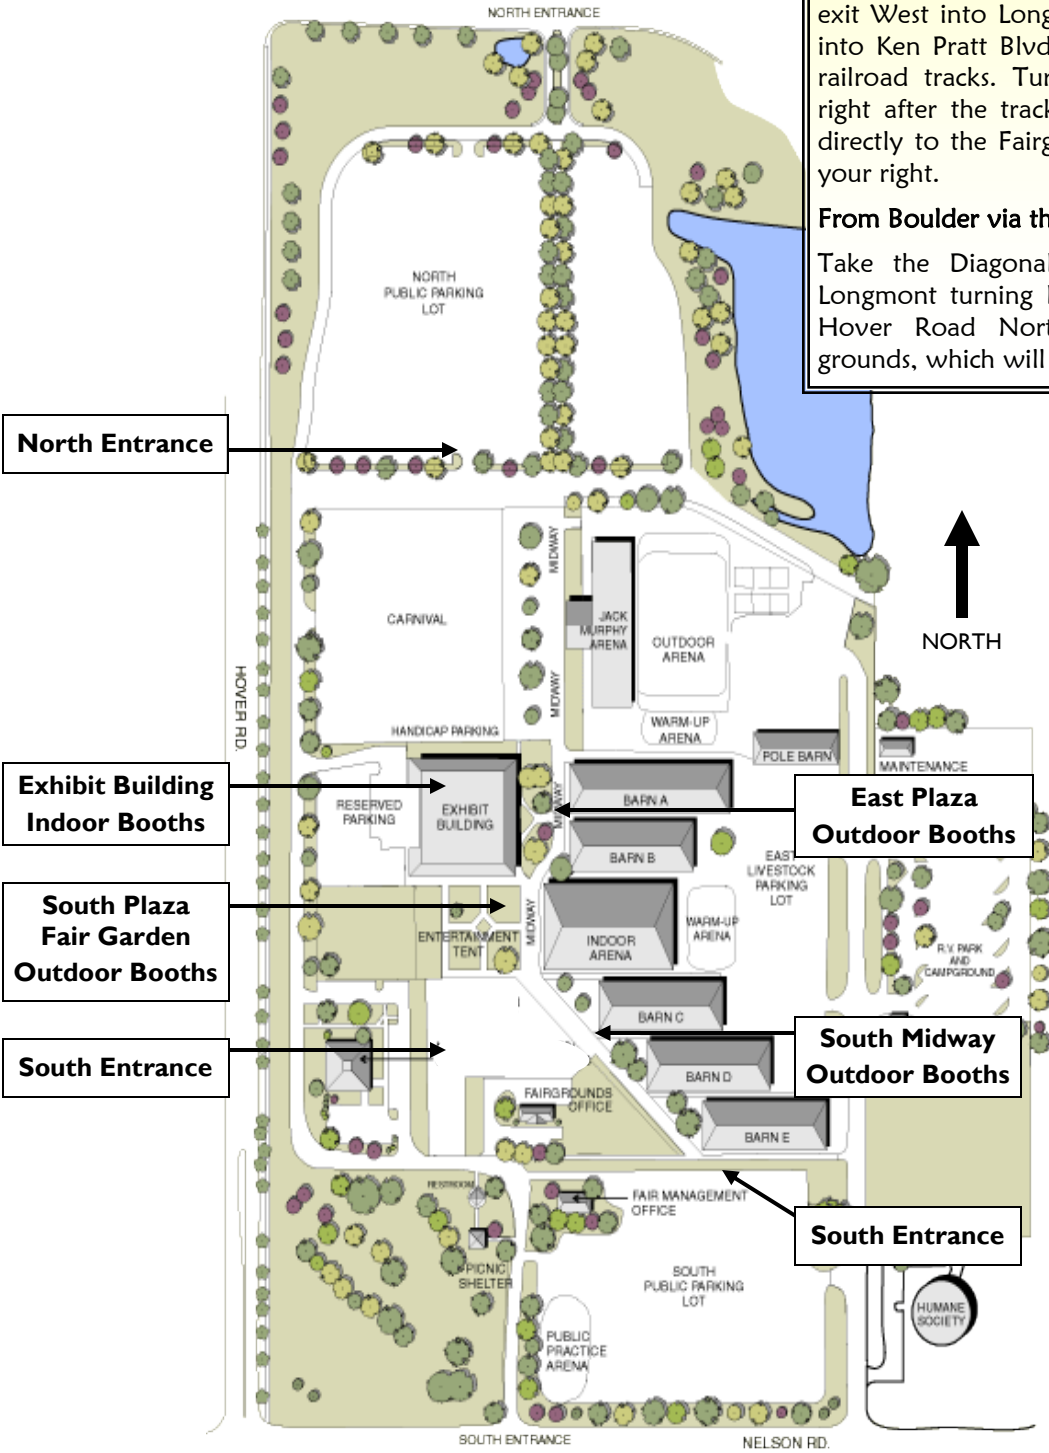 NORTH ENTRANCE
exit West into Long
into Ken Pratt Blvd
railroad tracks. Tur
right after the track
directly to the Fairg
your right.
From Boulder via th
Take the Diagonal
Longmont turning
Hover Road Nort
grounds, which will
NORTH
PUBLIC PARKING
LOT
North Entrance
MIDWAY
CARNIVAL
JACK
MURPHY
ARENA
OUTDOOR
ARENA
NORTH
HOVER RD.
MIDWAY
HANDICAP PARKING
WARM-UP
ARENA
POLE BARN
MAINTENANCE
Exhibit Building
Indoor Booths
RESERVED
PARKING
EXHIBIT
BUILDING
MIDWAY
BARN A
East Plaza
Outdoor Booths
BARN B
EAST
LIVESTOCK
PARKING
LOT
South Plaza
Fair Garden
Outdoor Booths
ENTERTAINMENT
TENT
MIDWAY
INDOOR
ARENA
WARM-UP
ARENA
R.V. PARK
AND
CAMPGROUND
BARN C
South Midway
Outdoor Booths
South Entrance
BARN D
FAIRGROUNDS
OFFICE
BARN E
RESTROOM
FAIR MANAGEMENT
OFFICE
South Entrance
PICNIC
SHELTER
SOUTH
PUBLIC PARKING
LOT
HUMANE
SOCIETY
PUBLIC
PRACTICE
ARENA
SOUTH ENTRANCE
NELSON RD.